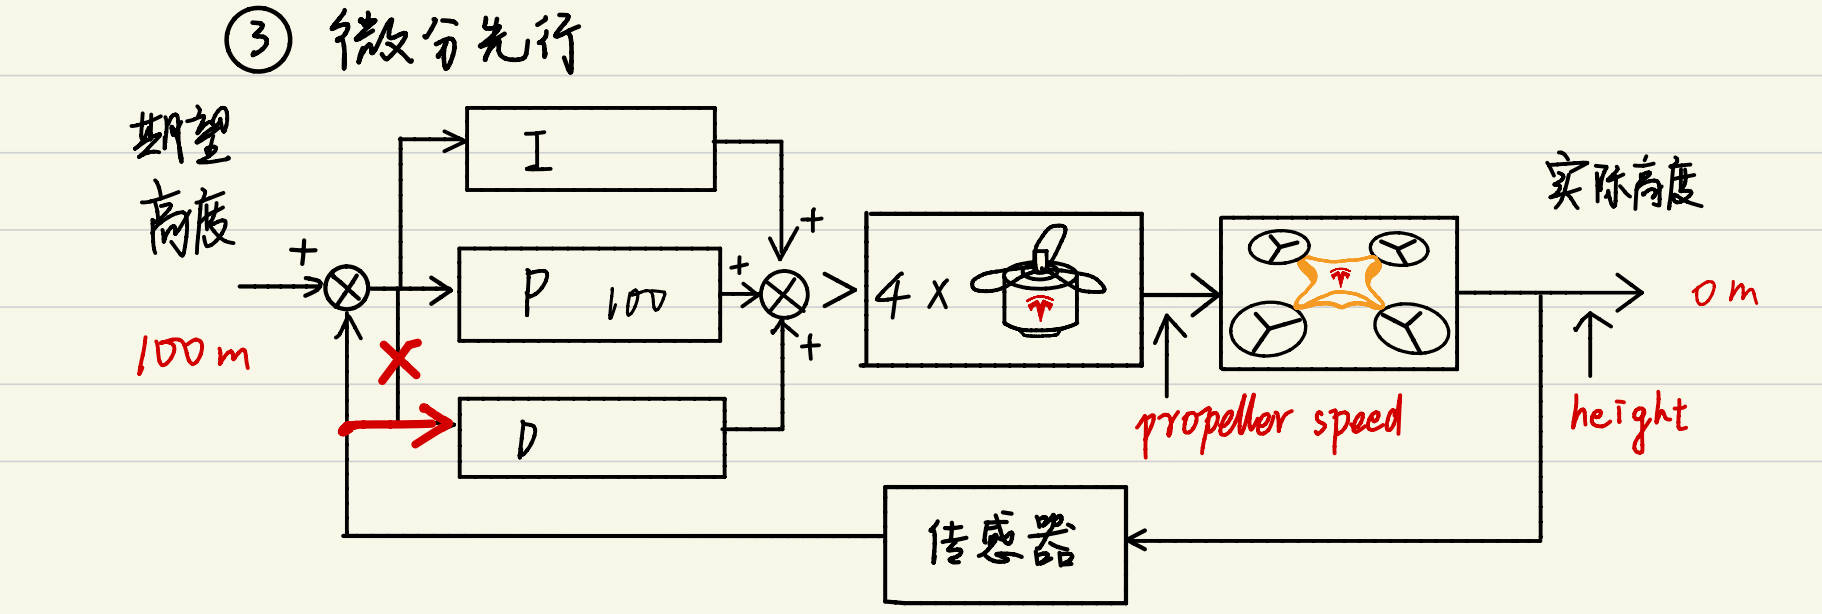 ③ 微分先行
期望
高度
100m
+
I
P 100
D
+
+
+
4 ×
propeller speed
实际高度
0 m
height
传感器